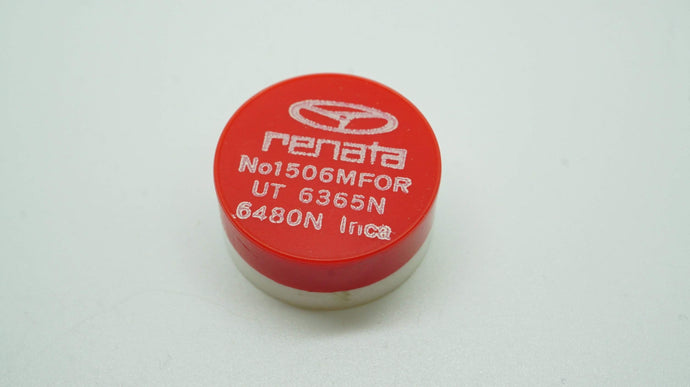 renata
No1506MFOR
UT 6365N
6480N Inca